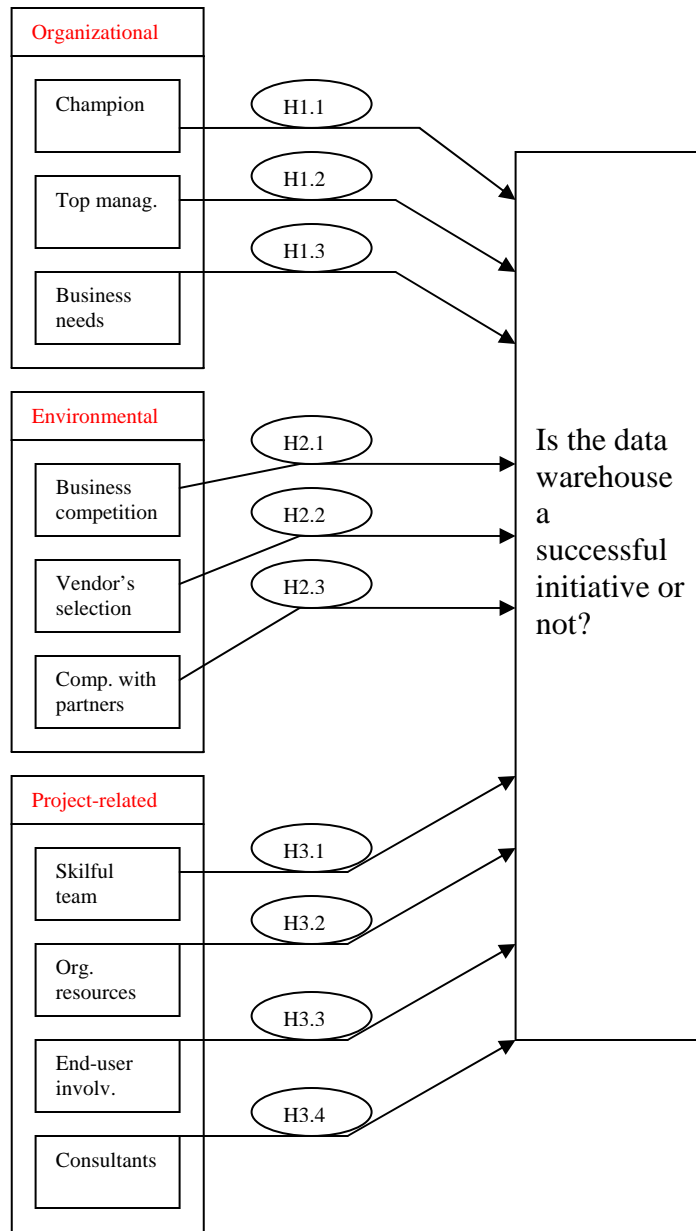 Organizational
Champion
H1.1
Top manag.
H1.2
Business
needs
H1.3
Environmental
Business
competition
H2.1
Vendor's
selection
H2.2
Comp. with
partners
H2.3
Project-related
Skilful
team
H3.1
Org.
resources
H3.2
End-user
involv.
H3.3
Consultants
H3.4
Is the data
warehouse
a
successful
initiative or
not?